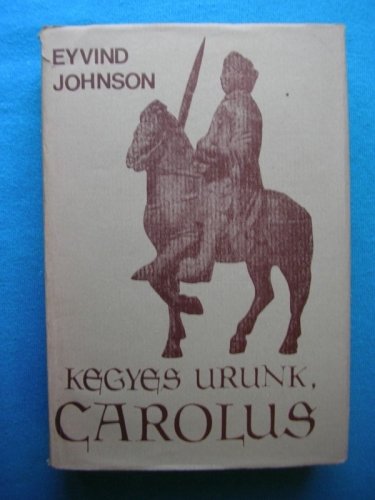 EYVIND
JOHNSON
KEGYES URUNK,
CAROLUS